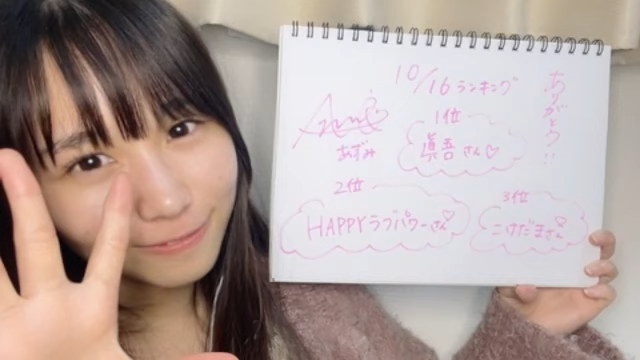 10/16 ランキング
ありがとう!!
あずみ
1位
眞吾さん♡
2位
HAPPYラブパワーさん♡
3位
こけだまさん♡